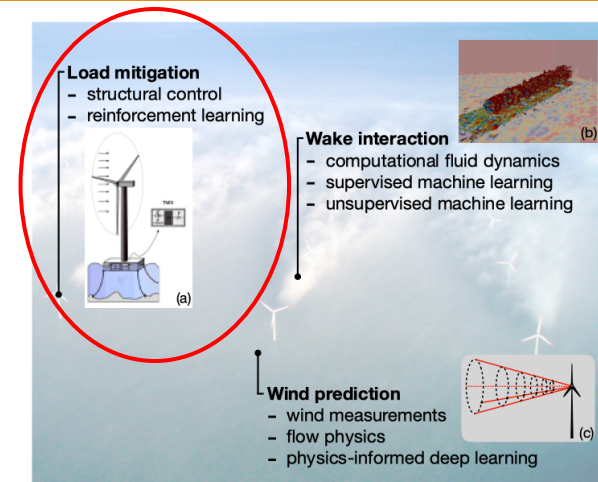 Load mitigation
- structural control
- reinforcement learning
TMD
(a)
(b)
Wake interaction
- computational fluid dynamics
- supervised machine learning
- unsupervised machine learning
Wind prediction
- wind measurements
- flow physics
- physics-informed deep learning
(c)